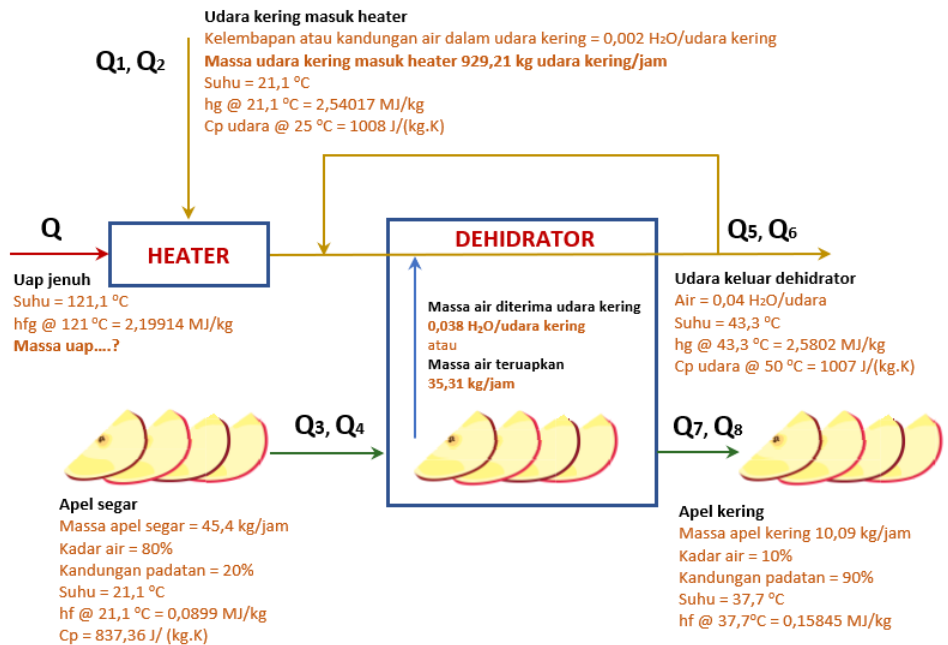 Udara kering masuk heater
Kelembapan atau kandungan air dalam udara kering = 0,002 H₂O/udara kering
Massa udara kering masuk heater 929,21 kg udara kering/jam
Suhu = 21,1 °C
hg @ 21,1 °C = 2,54017 MJ/kg
Cp udara @ 25 °C = 1008 J/(kg.K)
Q₁, Q₂
Q
HEATER
DEHIDRATOR
Q₅, Q₆
Uap jenuh
Suhu = 121,1 °C
hfg @ 121 °C = 2,19914 MJ/kg
Massa uap....?
Massa air diterima udara kering
0,038 H₂O/udara kering
atau
Massa air teruapkan
35,31 kg/jam
Udara keluar dehidrator
Air = 0,04 H₂O/udara
Suhu = 43,3 °C
hg @ 43,3 °C = 2,5802 MJ/kg
Cp udara @ 50 °C = 1007 J/(kg.K)
Q₃, Q₄
Q₇, Q₈
Apel segar
Massa apel segar = 45,4 kg/jam
Kadar air = 80%
Kandungan padatan = 20%
Suhu = 21,1 °C
hf @ 21,1 °C = 0,0899 MJ/kg
Cp = 837,36 J/ (kg.K)
Apel kering
Massa apel kering 10,09 kg/jam
Kadar air = 10%
Kandungan padatan = 90%
Suhu = 37,7 °C
hf @ 37,7°C = 0,15845 MJ/kg